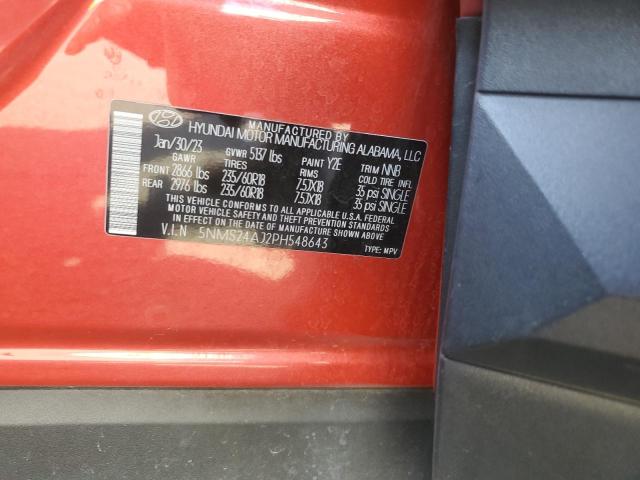 MANUFACTURED BY
HYUNDAI MOTOR MANUFACTURING ALABAMA, LLC
Jan/30/23 GVWR 5137 lbs PAINT Y2E TRIM NNB
GAWR TIRES RIMS COLD TIRE INFL
FRONT 2866 lbs 235/60R18 7.5JX18 35 psi SINGLE
REAR 2976 lbs 235/60R18 7.5JX18 35 psi SINGLE
THIS VEHICLE CONFORMS TO ALL APPLICABLE U.S.A FEDERAL
MOTOR VEHICLE SAFETY AND THEFT PREVENTION STANDARDS
IN EFFECT ON THE DATE OF MANUFACTURE SHOWN ABOVE.
V.I.N 5NMS24AJ2PH548643 TYPE: MPV